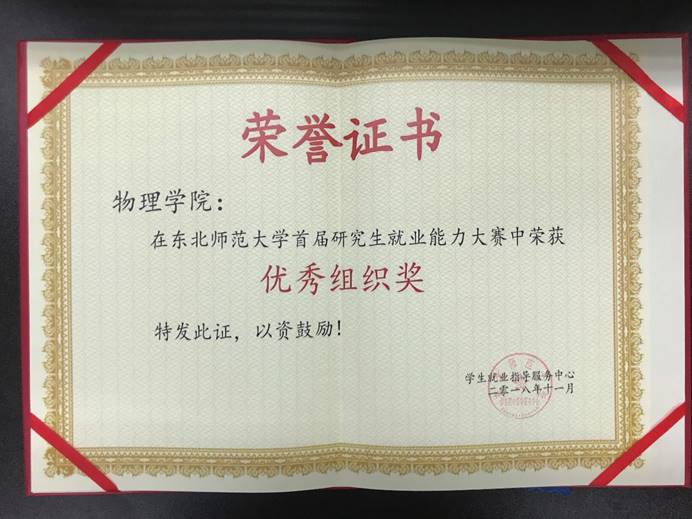 荣誉证书
物理学院：
在东北师范大学首届研究生就业能力大赛中荣获
优秀组织奖
特发此证，以资鼓励！
学生就业指导服务中心
二零一八年十一月